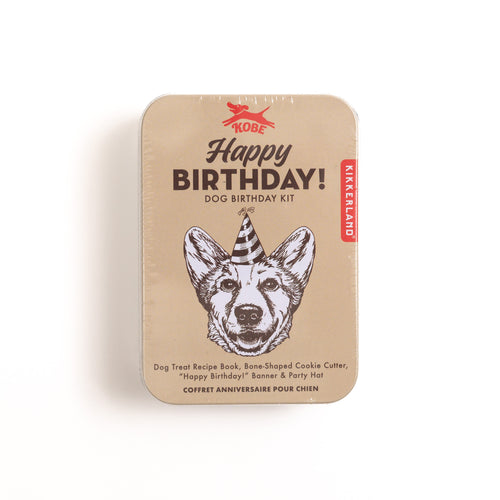 KOBE
Happy
BIRTHDAY!
DOG BIRTHDAY KIT
KIKKERLAND®
Dog Treat Recipe Book, Bone-Shaped Cookie Cutter,
"Happy Birthday!" Banner & Party Hat
COFFRET ANNIVERSAIRE POUR CHIEN